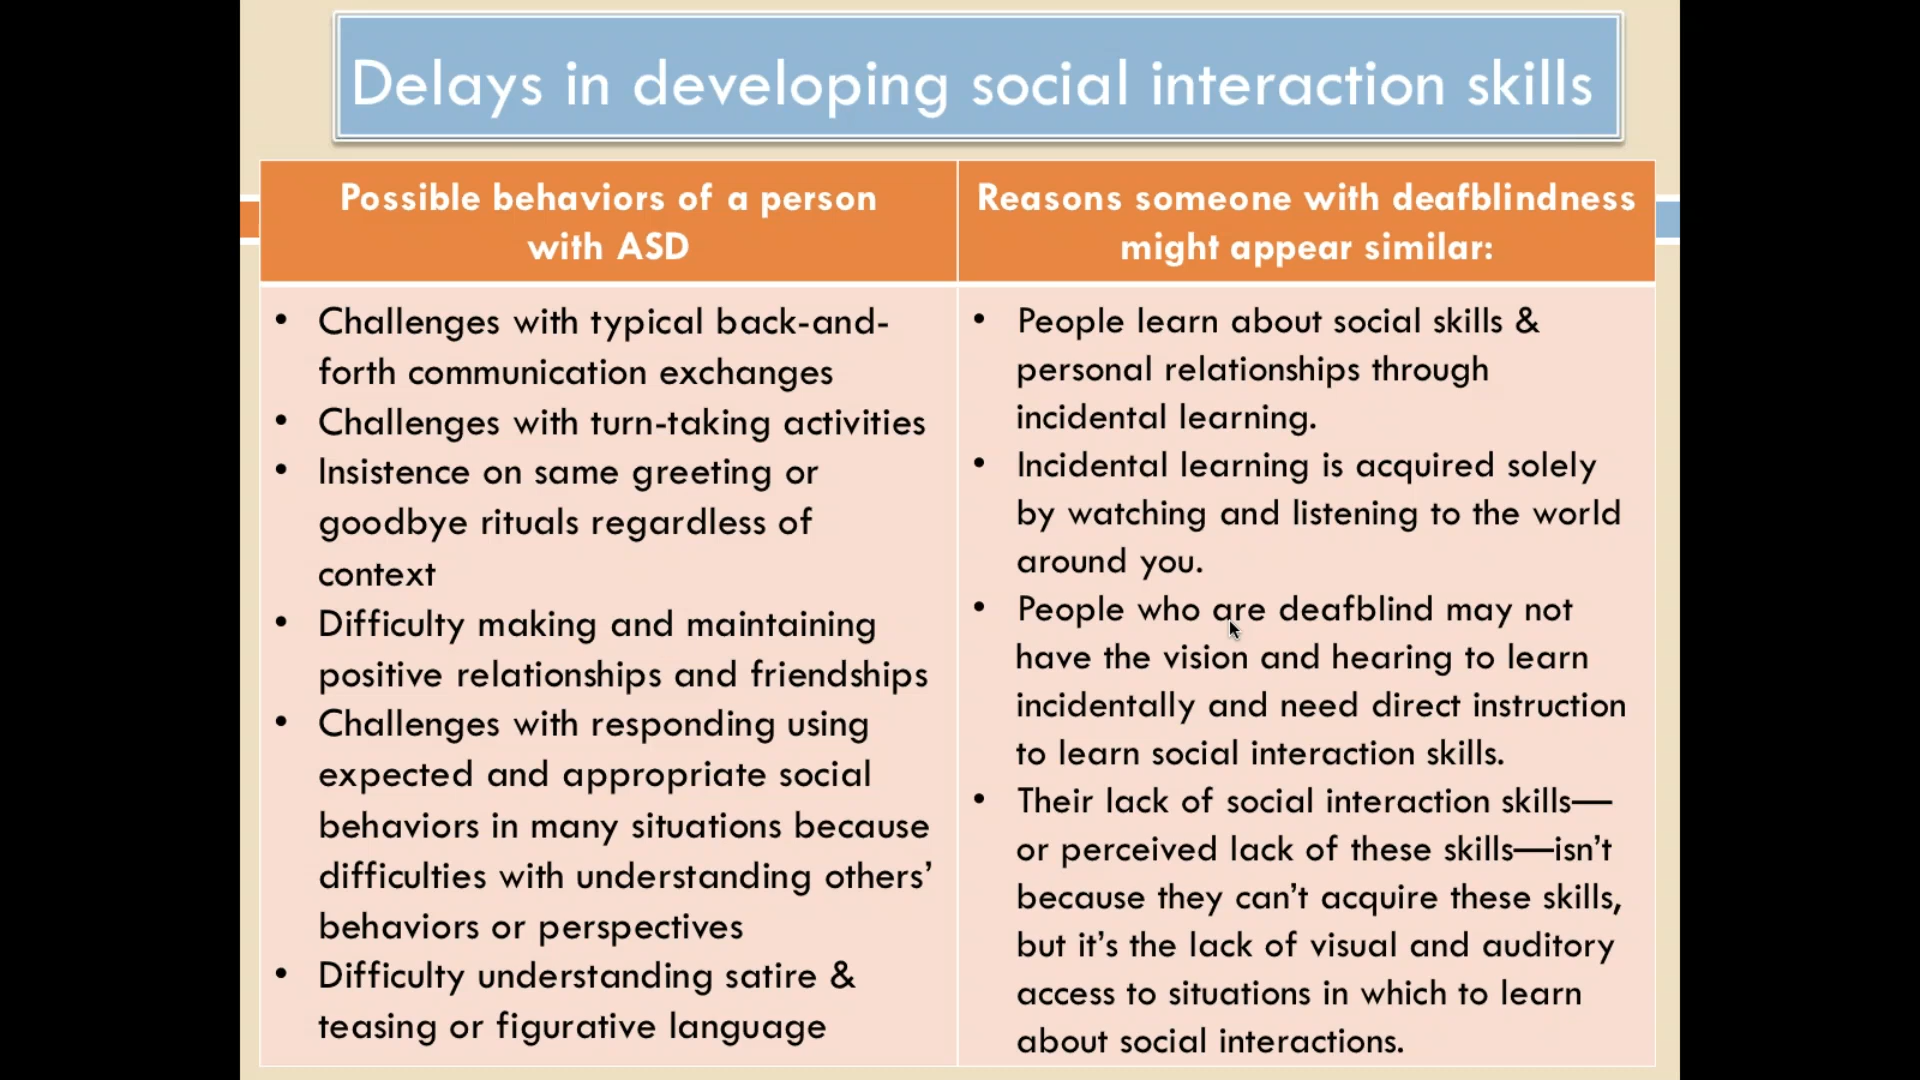 Delays in developing social interaction skills
Possible behaviors of a person
with ASD
Reasons someone with deafblindness
might appear similar:
• Challenges with typical back-and-
forth communication exchanges
• Challenges with turn-taking activities
• Insistence on same greeting or
goodbye rituals regardless of
context
• Difficulty making and maintaining
positive relationships and friendships
• Challenges with responding using
expected and appropriate social
behaviors in many situations because
difficulties with understanding others’
behaviors or perspectives
• Difficulty understanding satire &
teasing or figurative language
• People learn about social skills &
personal relationships through
incidental learning.
• Incidental learning is acquired solely
by watching and listening to the world
around you.
• People who are deafblind may not
have the vision and hearing to learn
incidentally and need direct instruction
to learn social interaction skills.
• Their lack of social interaction skills—
or perceived lack of these skills—isn’t
because they can’t acquire these skills,
but it’s the lack of visual and auditory
access to situations in which to learn
about social interactions.